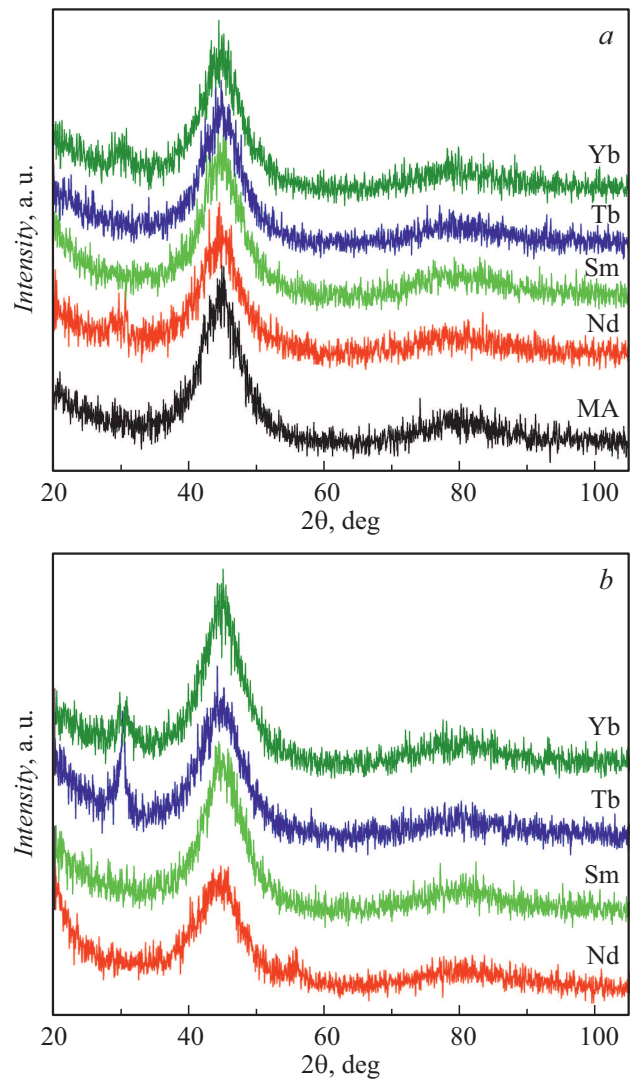 a
Yb
Tb
Sm
Nd
MA
Intensity, a. u.
20 40 60 80 100
2θ, deg
b
Yb
Tb
Sm
Nd
Intensity, a. u.
20 40 60 80 100
2θ, deg